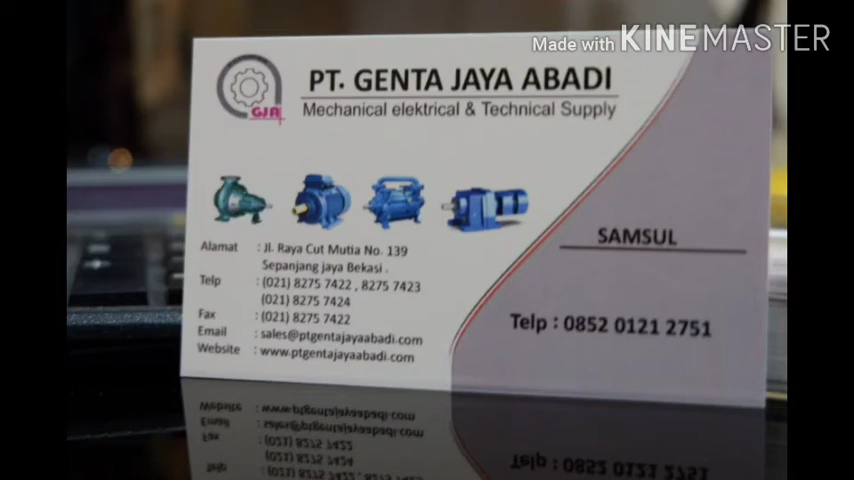 Made with KINEMASTER
GJA
PT. GENTA JAYA ABADI
Mechanical elektrical & Technical Supply
Alamat : Jl. Raya Cut Mutia No. 139
Sepanjang jaya Bekasi .
Telp : (021) 8275 7422 , 8275 7423
(021) 8275 7424
Fax : (021) 8275 7422
Email : sales@ptgentajayaabadi.com
Website : www.ptgentajayaabadi.com
SAMSUL
Telp : 0852 0121 2751